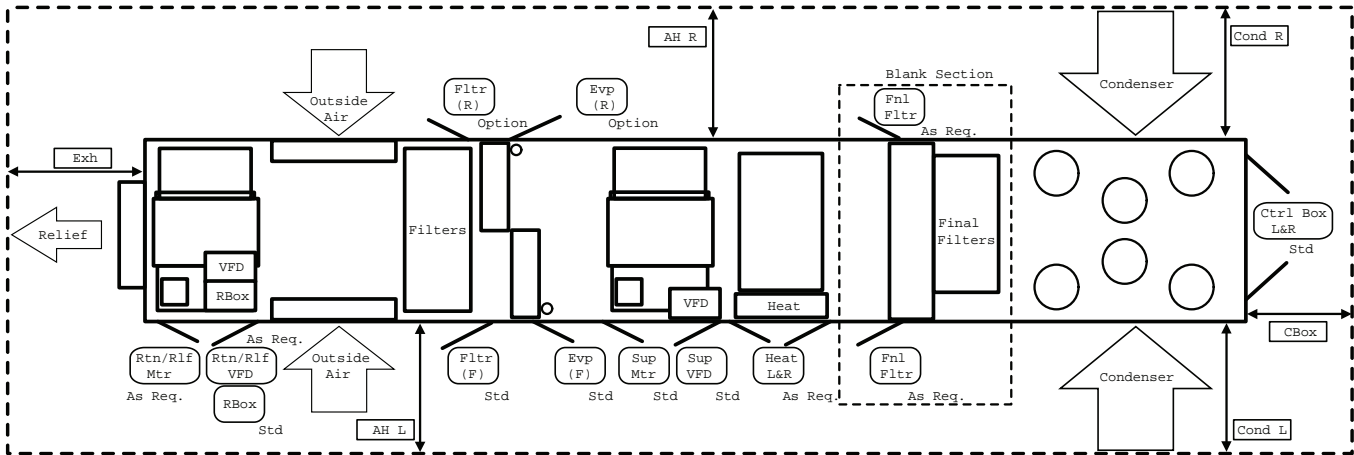 AH R
Cond R
Blank Section
Outside
Air
Fltr
(R)
Option
Evp
(R)
Option
Fnl
Fltr
As Req.
Condenser
Exh
Relief
VFD
RBox
Filters
VFD
Heat
Final
Filters
Ctrl Box
L&R
Std
CBox
As Req.
Rtn/Rlf
Mtr
As Req.
Rtn/Rlf
VFD
RBox
Std
Outside
Air
Fltr
(F)
Std
Evp
(F)
Std
Sup
Mtr
Std
Sup
VFD
Std
Heat
L&R
As Req.
Fnl
Fltr
As Req.
Condenser
AH L
Cond L